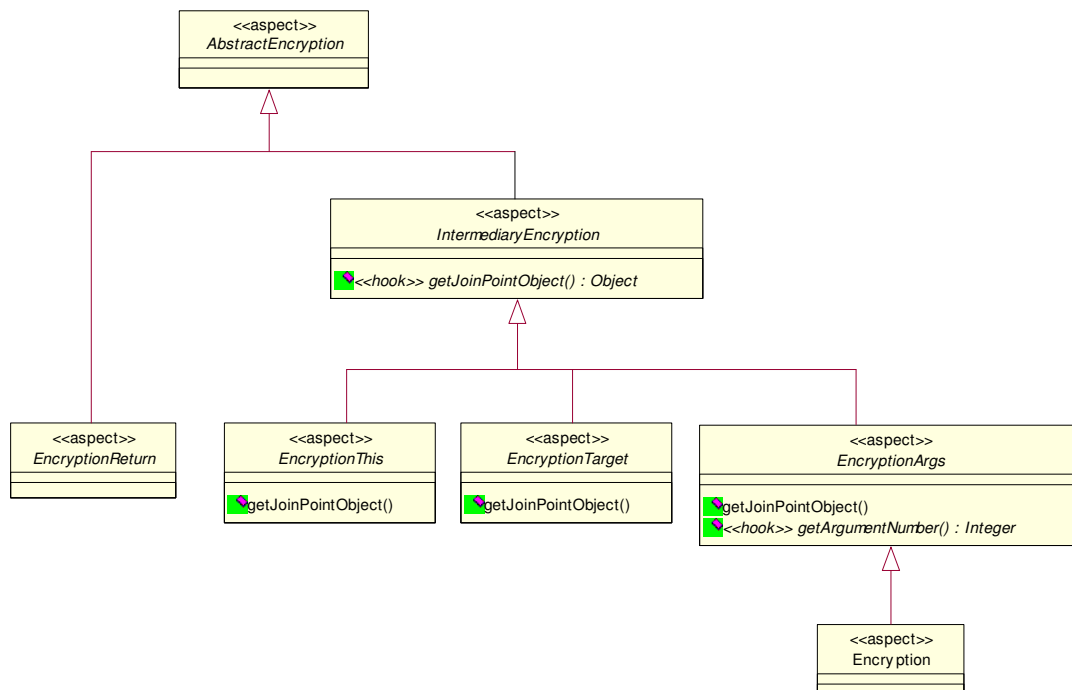 <<aspect>>
AbstractEncryption
<<aspect>>
IntermediaryEncryption
<<hook>> getJoinPointObject() : Object
<<aspect>>
EncryptionReturn
<<aspect>>
EncryptionThis
getJoinPointObject()
<<aspect>>
EncryptionTarget
getJoinPointObject()
<<aspect>>
EncryptionArgs
getJoinPointObject()
<<hook>> getArgumentNumber() : Integer
<<aspect>>
Encryption